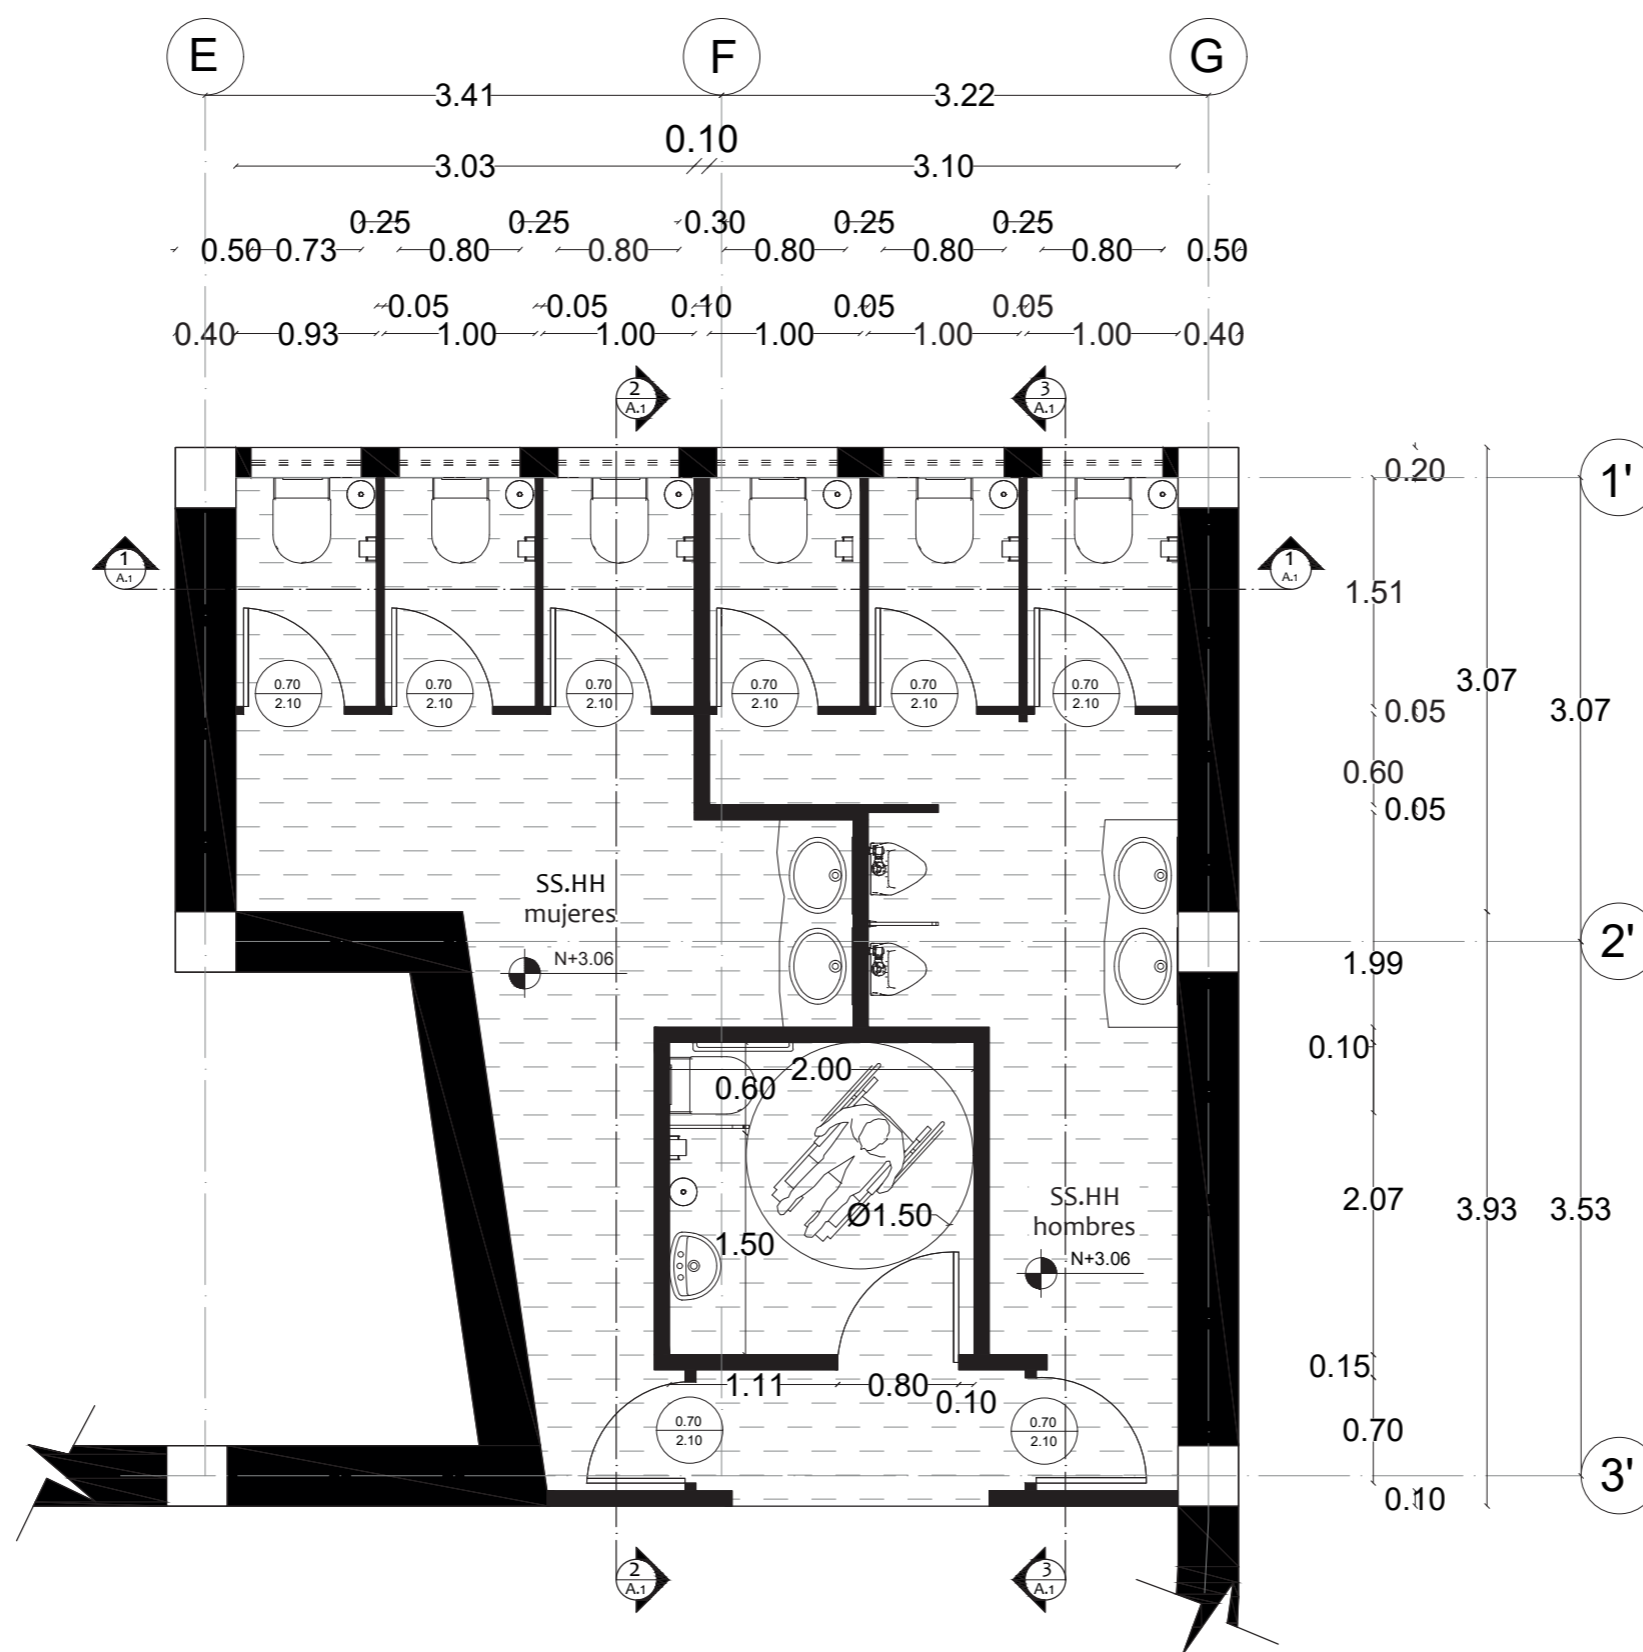 E F G
3.41 3.22
0.10
3.03 3.10
0.25 0.25 0.30 0.25 0.25
0.50 0.73 0.80 0.80 0.80 0.80 0.80 0.50
0.05 0.05 0.10 0.05 0.05
0.40 0.93 1.00 1.00 1.00 1.00 1.00 0.40
2 3
A.1 A.1
0.20
1'
1 1
A.1 A.1
1.51
0.70 0.70 0.70 0.70 0.70 0.70
2.10 2.10 2.10 2.10 2.10 2.10
3.07
0.05 3.07
0.60
0.05
SS.HH
mujeres
N+3.06
2'
1.99
0.10
2.00
0.60
SS.HH
hombres
N+3.06
Ø1.50
1.50
2.07 3.93 3.53
0.15
1.11 0.80
0.10
0.70 0.70
2.10 2.10
0.70
3'
0.10
2 3
A.1 A.1